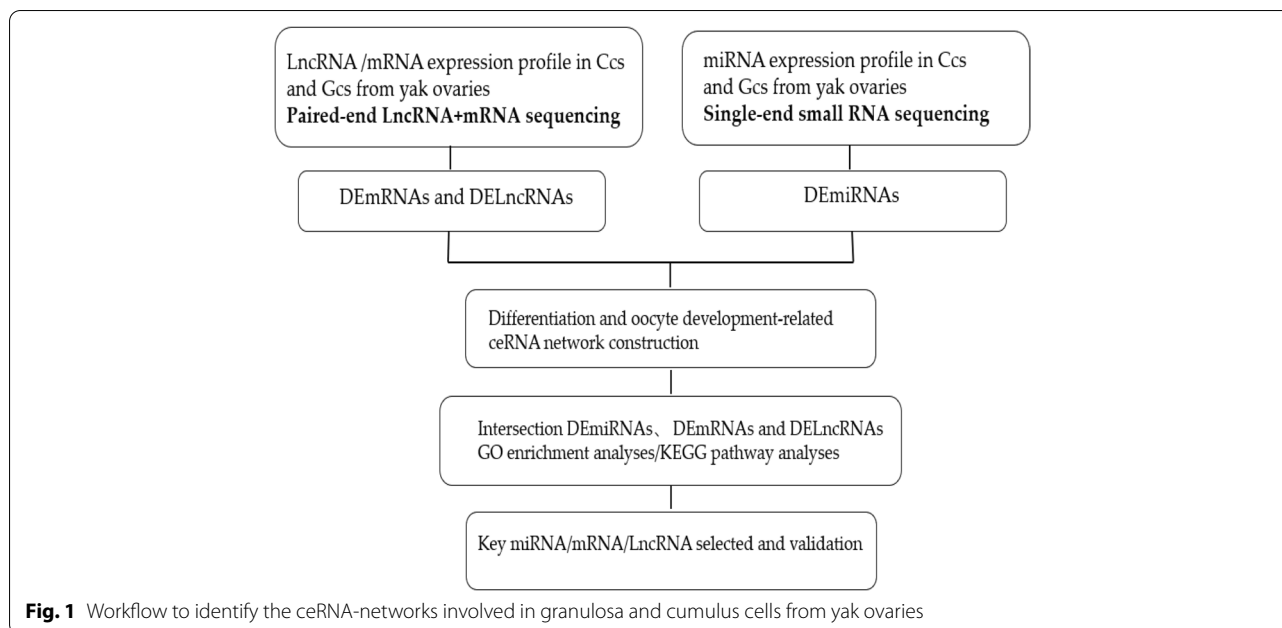 LncRNA /mRNA expression profile in Ccs
and Gcs from yak ovaries
Paired-end LncRNA+mRNA sequencing
miRNA expression profile in Ccs
and Gcs from yak ovaries
Single-end small RNA sequencing
DEmRNAs and DELncRNAs
DEmiRNAs
Differentiation and oocyte development-related
ceRNA network construction
Intersection DEmiRNAs、 DEmRNAs and DELncRNAs
GO enrichment analyses/KEGG pathway analyses
Key miRNA/mRNA/LncRNA selected and validation
Fig. 1 Workflow to identify the ceRNA-networks involved in granulosa and cumulus cells from yak ovaries